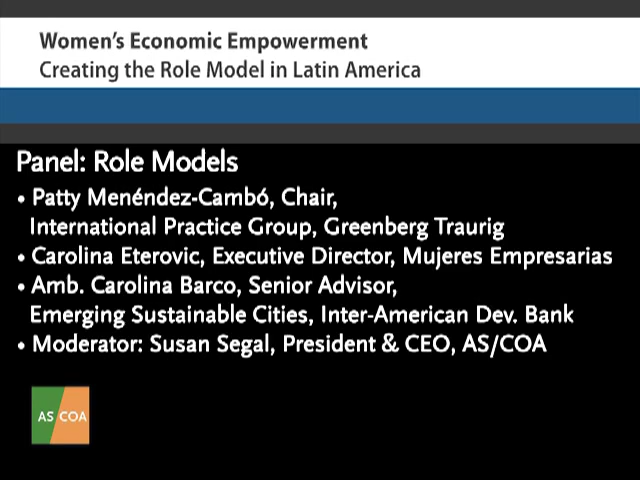 Women's Economic Empowerment
Creating the Role Model in Latin America
Panel: Role Models
• Patty Menéndez-Cambó, Chair,
International Practice Group, Greenberg Traurig
• Carolina Eterovic, Executive Director, Mujeres Empresarias
• Amb. Carolina Barco, Senior Advisor,
Emerging Sustainable Cities, Inter-American Dev. Bank
• Moderator: Susan Segal, President & CEO, AS/COA
AS COA